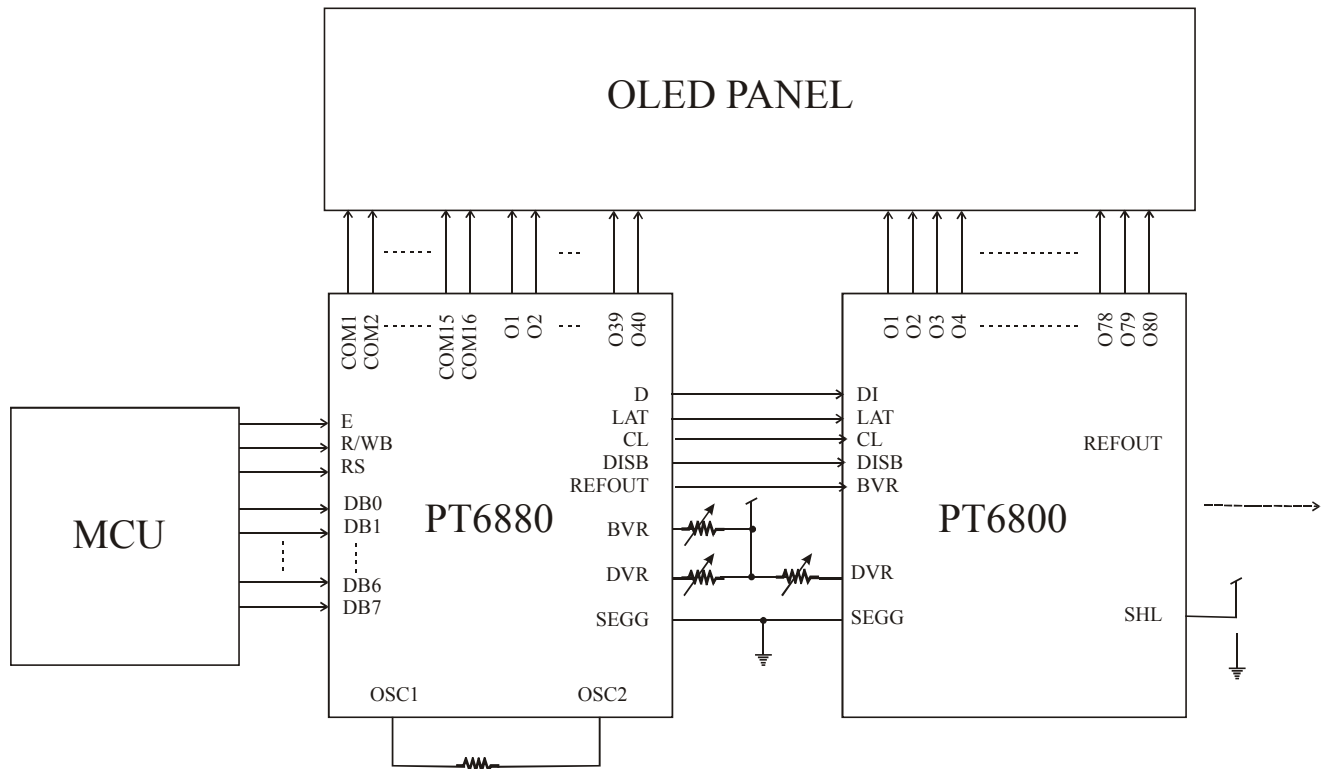 OLED PANEL
COM1
COM2
COM15
COM16
O1
O2
O39
O40
O1
O2
O3
O4
O78
O79
O80
MCU
E
R/WB
RS
DB0
DB1
DB6
DB7
PT6880
D
LAT
CL
DISB
REFOUT
BVR
DVR
SEGG
OSC1
OSC2
DI
LAT
CL
DISB
BVR
PT6800
DVR
SEGG
REFOUT
SHL